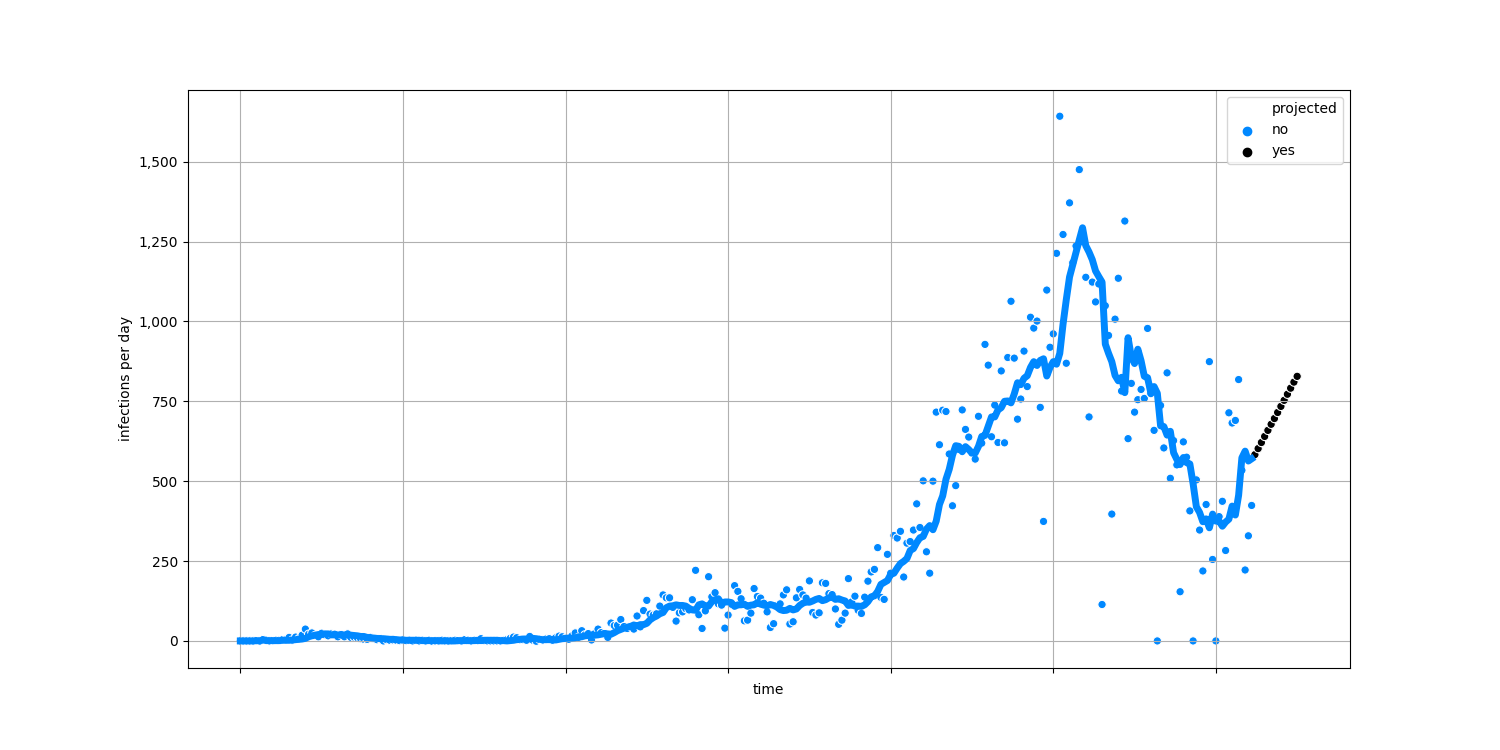 projected
no
yes
1,500
1,250
1,000
750
500
250
0
infections per day
time